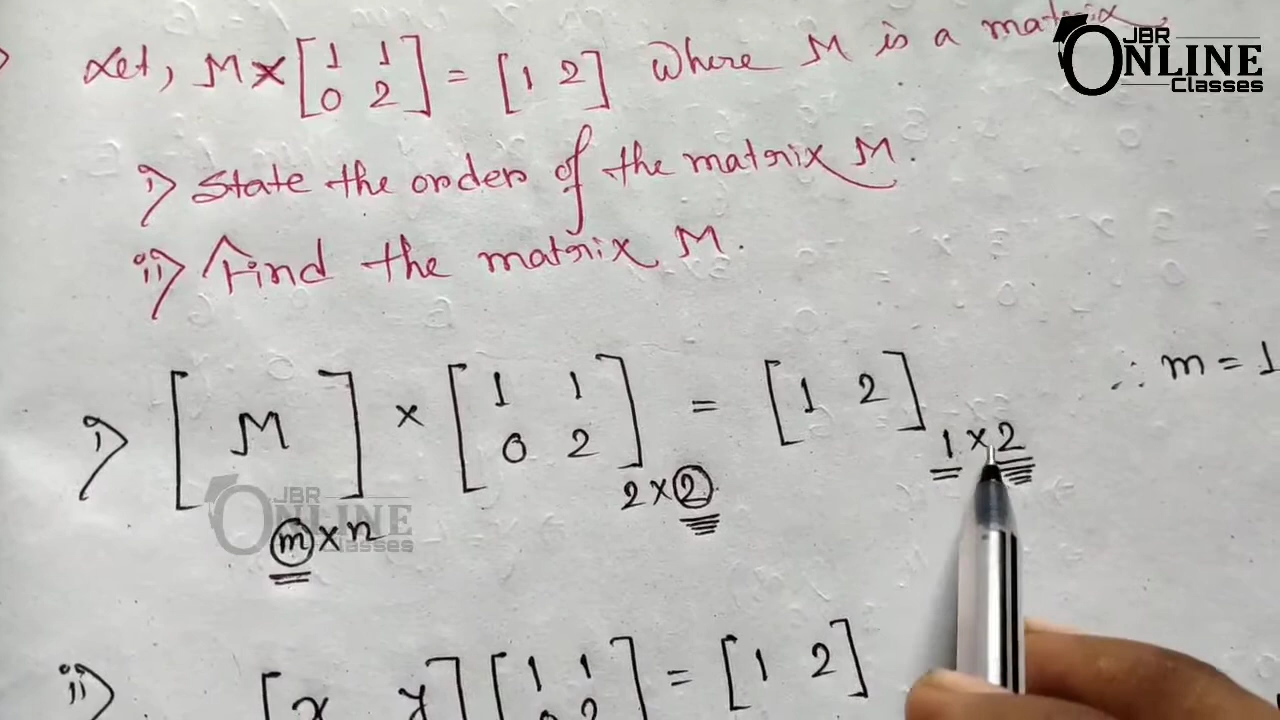 Let, M × [1 1 0 2] = [1 2] Where M is a matrix,
JBR
ONLINE
Classes
i) State the order of the matrix M.
ii) Find the matrix M.
i) [M] m×n × [1 1 0 2] 2×2 = [1 2] 1×2 ∴ m = 1
JBR
ONLINE
Classes
ii) [x y] [1 1 0 2] = [1 2]